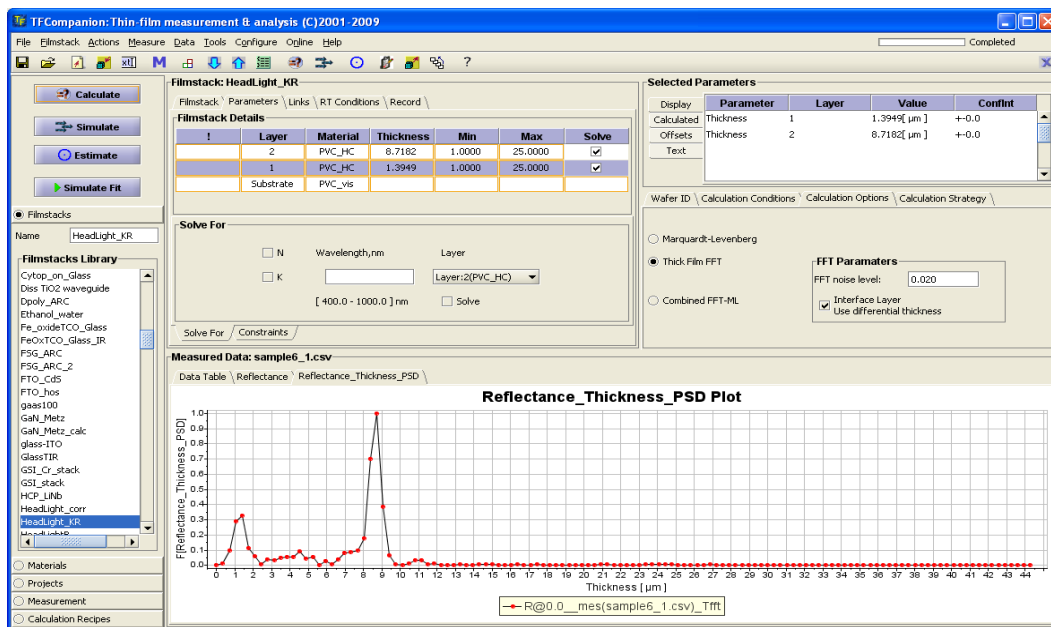 TFCompanion: Thin-film measurement & analysis (C)2001-2009
File Filmstack Actions Measure Data Tools Configure Online Help
Completed
Calculate
Simulate
Estimate
Simulate Fit
Filmstacks
Name HeadLight_KR
Filmstacks Library
Cytop_on_Glass
Diss TiO2 waveguide
Dpoly_ARC
Ethanol_water
Fe_oxideTCO_Glass
FeOxTCO_Glass_IR
FSG_ARC
FSG_ARC_2
FTO_CdS
FTO_hos
gaas100
GaN_Metz
GaN_Metz_calc
glass-ITO
GlassTIR
GSI_Cr_stack
GSI_stack
HCP_LiNb
HeadLight_corr
HeadLight_KR
Materials
Projects
Measurement
Calculation Recipes
Filmstack: HeadLight_KR
Filmstack Parameters Links RT Conditions Record
Filmstack Details
! Layer Material Thickness Min Max Solve
2 PVC_HC 8.7182 1.0000 25.0000
1 PVC_HC 1.3949 1.0000 25.0000
Substrate PVC_vis
Solve For
N Wavelength,nm Layer
K Layer:2(PVC_HC)
[ 400.0 - 1000.0 ] nm Solve
Solve For Constraints
Selected Parameters
Display
Calculated
Offsets
Text
Parameter Layer Value ConfInt
Thickness 1 1.3949[ µm ] +-0.0
Thickness 2 8.7182[ µm ] +-0.0
Wafer ID Calculation Conditions Calculation Options Calculation Strategy
Marquardt-Levenberg
Thick Film FFT
Combined FFT-ML
FFT Paramaters
FFT noise level: 0.020
Interface Layer
Use differential thickness
Measured Data: sample6_1.csv
Data Table Reflectance Reflectance_Thickness_PSD
Reflectance_Thickness_PSD Plot
F[Reflectance_Thickness_PSD]
1.0
0.9
0.8
0.7
0.6
0.5
0.4
0.3
0.2
0.1
0.0
0 1 2 3 4 5 6 7 8 9 10 11 12 13 14 15 16 17 18 19 20 21 22 23 24 25 26 27 28 29 30 31 32 33 34 35 36 37 38 39 40 41 42 43 44
Thickness [ µm ]
R@0.0__mes(sample6_1.csv)_Tfft